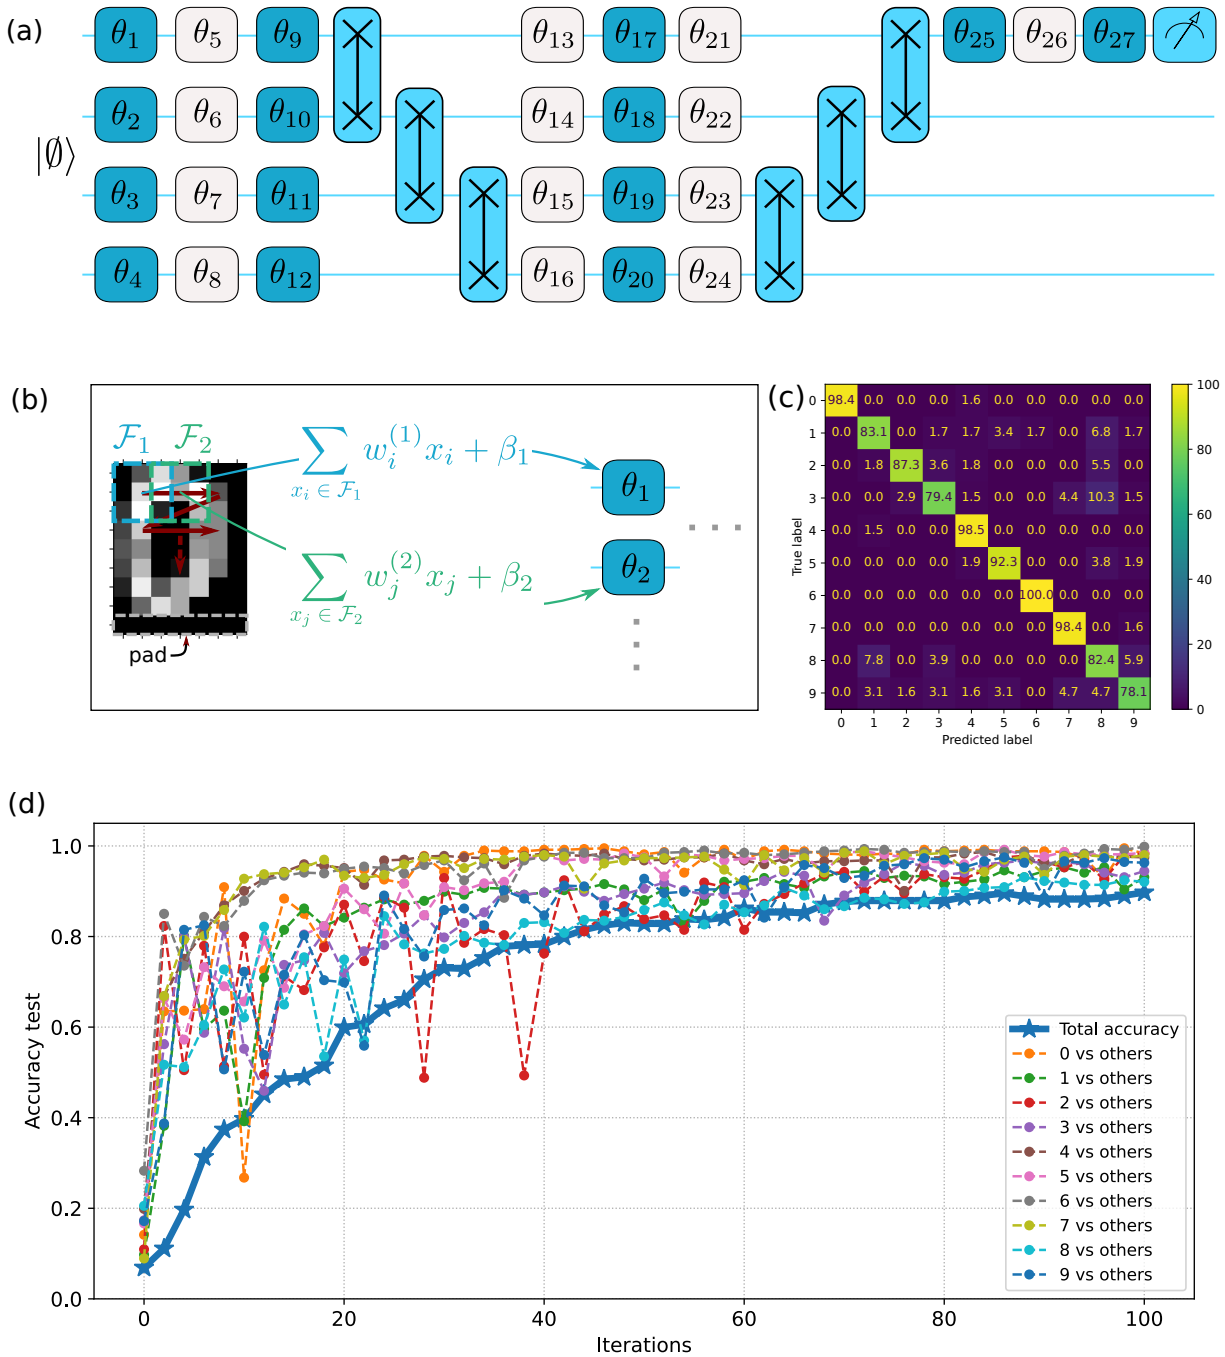 (a)
θ1 θ5 θ9 θ13 θ17 θ21 θ25 θ26 θ27
θ2 θ6 θ10 θ14 θ18 θ22
|∅⟩
θ3 θ7 θ11 θ15 θ19 θ23
θ4 θ8 θ12 θ16 θ20 θ24
(b)
F1 F2
∑ w_i^(1) x_i + β1
x_i ∈ F1
θ1
∑ w_j^(2) x_j + β2
x_j ∈ F2
θ2
pad
(c)
True label
0 98.4 0.0 0.0 0.0 1.6 0.0 0.0 0.0 0.0 0.0
1 0.0 83.1 0.0 1.7 1.7 3.4 1.7 0.0 6.8 1.7
2 0.0 1.8 87.3 3.6 1.8 0.0 0.0 0.0 5.5 0.0
3 0.0 0.0 2.9 79.4 1.5 0.0 0.0 4.4 10.3 1.5
4 0.0 1.5 0.0 0.0 98.5 0.0 0.0 0.0 0.0 0.0
5 0.0 0.0 0.0 0.0 1.9 92.3 0.0 0.0 3.8 1.9
6 0.0 0.0 0.0 0.0 0.0 0.0 100.0 0.0 0.0 0.0
7 0.0 0.0 0.0 0.0 0.0 0.0 0.0 98.4 0.0 1.6
8 0.0 7.8 0.0 3.9 0.0 0.0 0.0 0.0 82.4 5.9
9 0.0 3.1 1.6 3.1 1.6 3.1 0.0 4.7 4.7 78.1
0 1 2 3 4 5 6 7 8 9
Predicted label
100
80
60
40
20
0
(d)
Accuracy test
1.0
0.8
0.6
0.4
0.2
0.0
0 20 40 60 80 100
Iterations
Total accuracy
0 vs others
1 vs others
2 vs others
3 vs others
4 vs others
5 vs others
6 vs others
7 vs others
8 vs others
9 vs others